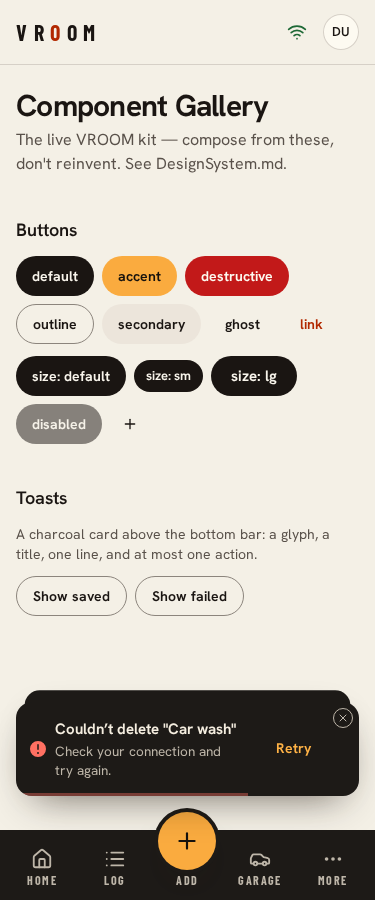 VROOM
DU
Component Gallery
The live VROOM kit — compose from these,
don't reinvent. See DesignSystem.md.
Buttons
default accent destructive
outline secondary ghost link
size: default size: sm size: lg
disabled
Toasts
A charcoal card above the bottom bar: a glyph, a
title, one line, and at most one action.
Show saved Show failed
Couldn’t delete "Car wash"
Check your connection and
try again.
Retry
HOME LOG ADD GARAGE MORE